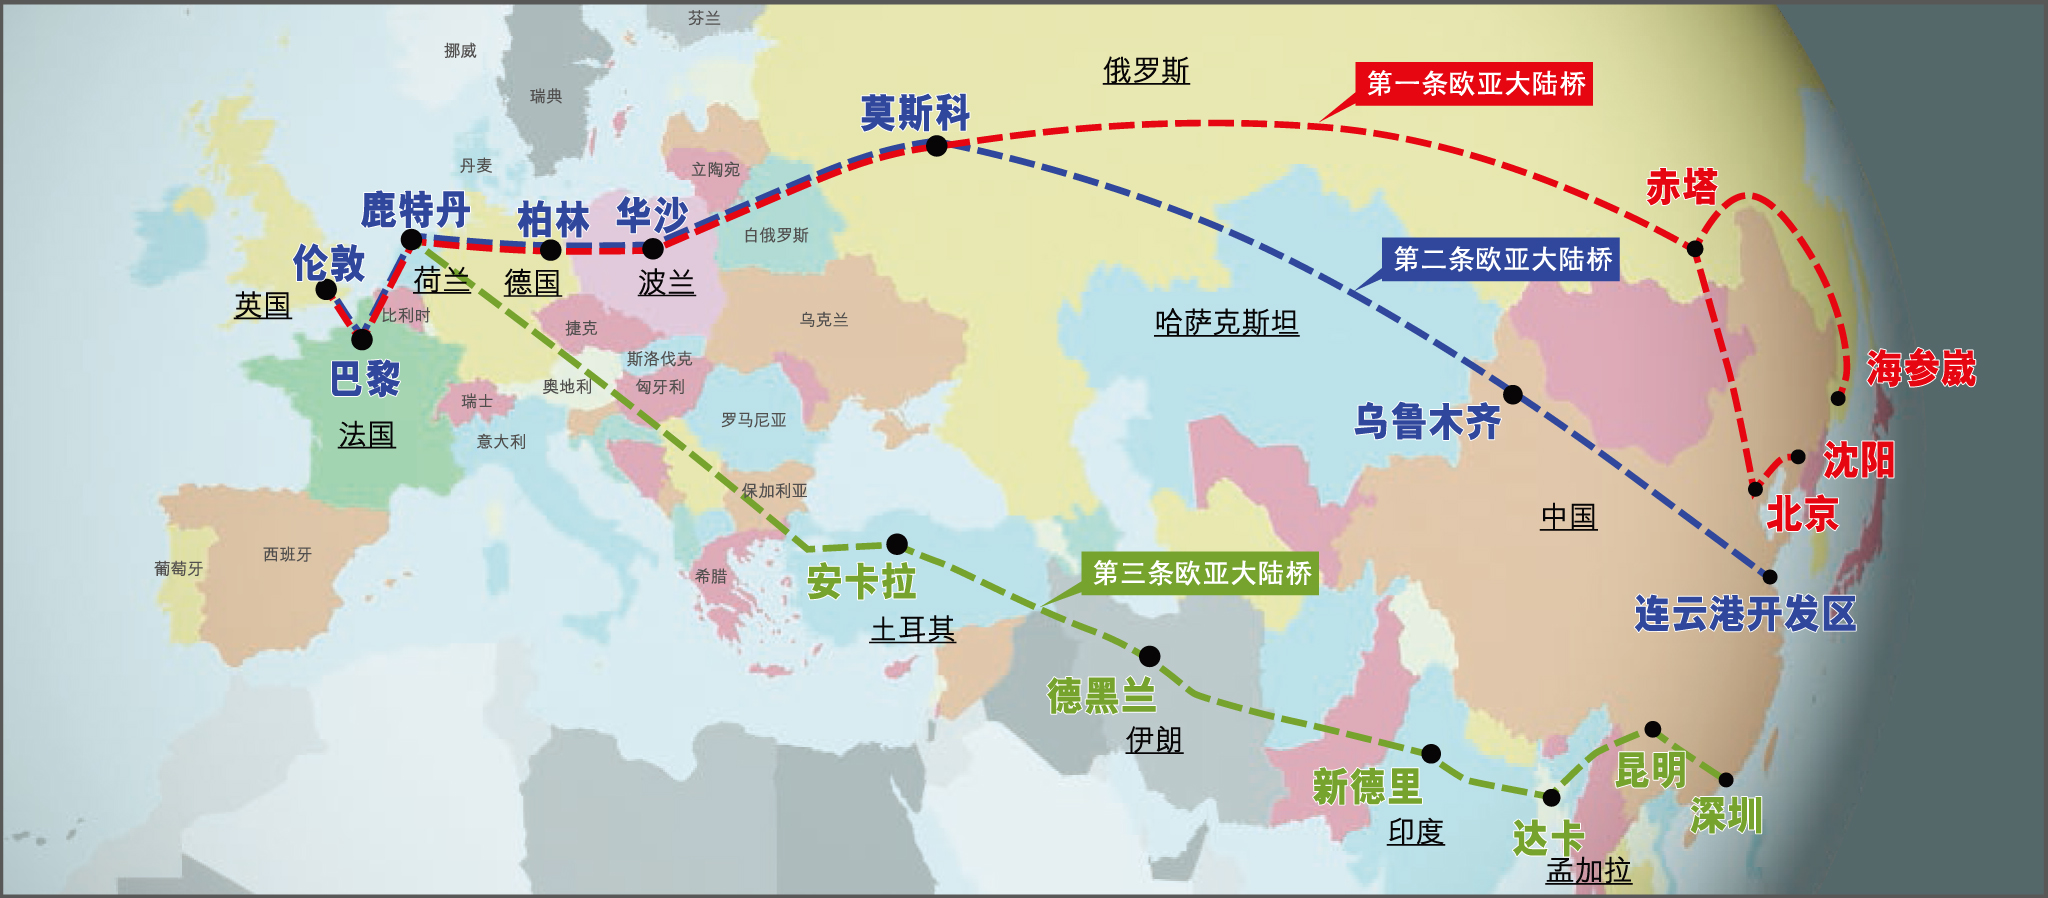 芬兰
挪威
俄罗斯
第一条欧亚大陆桥
瑞典
莫斯科
丹麦
立陶宛
赤塔
鹿特丹
柏林
华沙
白俄罗斯
伦敦
第二条欧亚大陆桥
荷兰
德国
波兰
英国
比利时
捷克
乌克兰
哈萨克斯坦
斯洛伐克
巴黎
奥地利
匈牙利
海参崴
瑞士
罗马尼亚
乌鲁木齐
法国
意大利
沈阳
保加利亚
中国
北京
西班牙
葡萄牙
希腊
安卡拉
第三条欧亚大陆桥
连云港开发区
土耳其
德黑兰
伊朗
昆明
新德里
深圳
印度
达卡
孟加拉